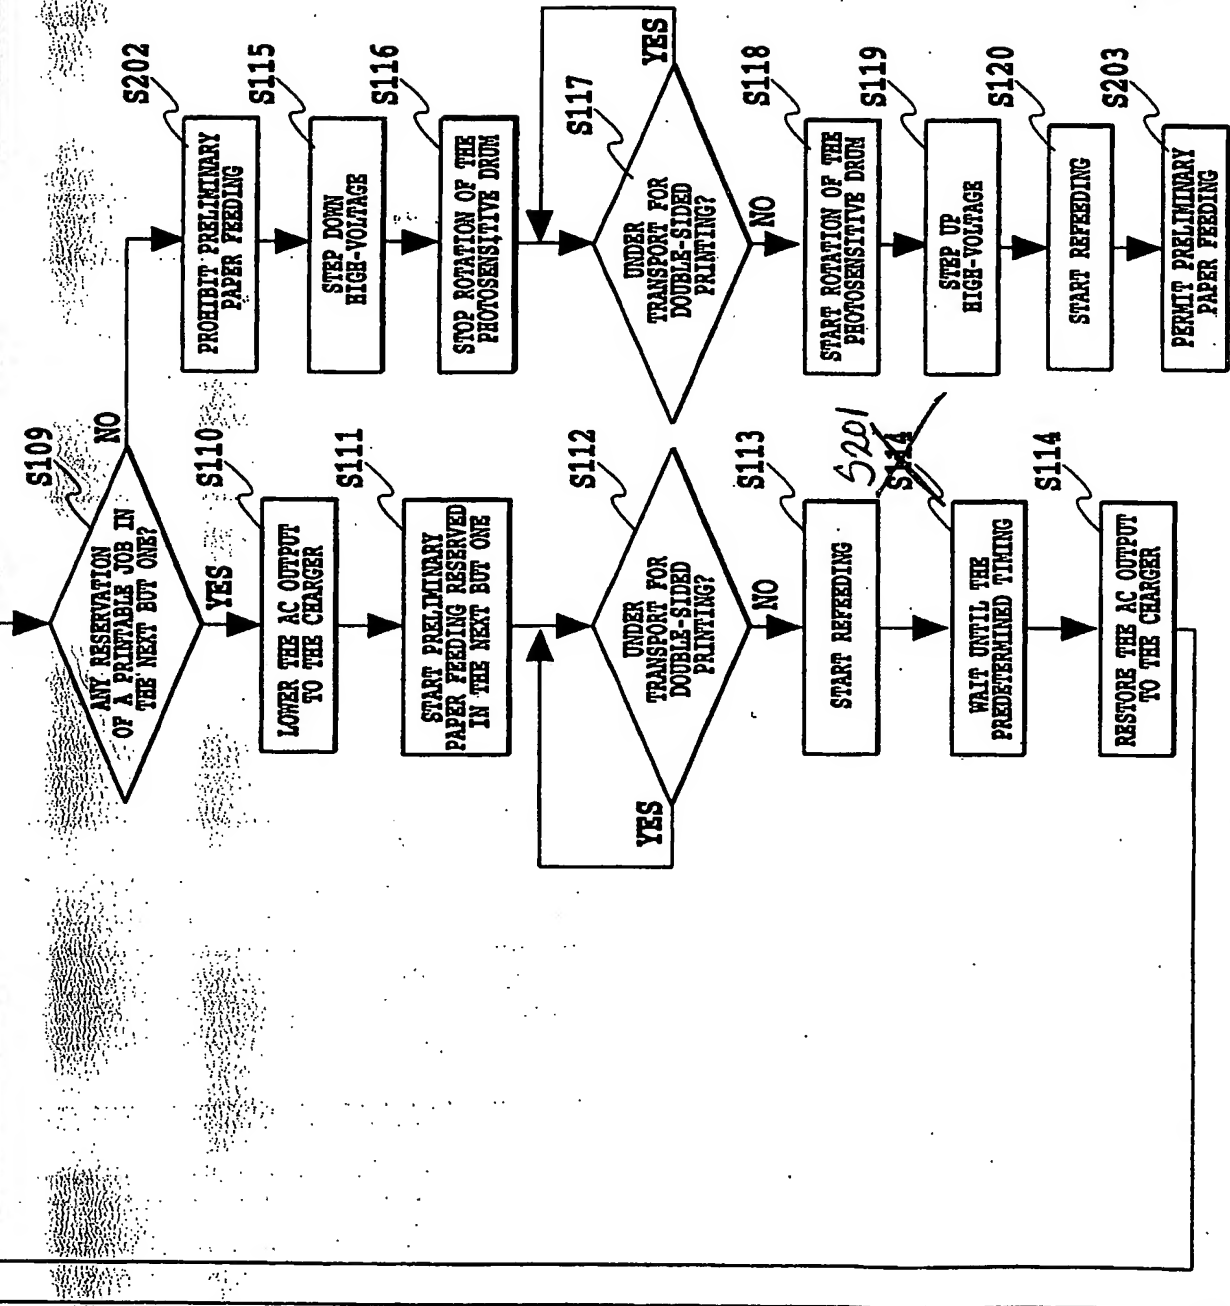 S109
ANY RESERVATION
OF A PRINTABLE JOB IN
THE NEXT BUT ONE?
NO
YES
S110
LOWER THE AC OUTPUT
TO THE CHARGER
S111
START PRELIMINARY
PAPER FEEDING RESERVED
IN THE NEXT BUT ONE
S112
UNDER
TRANSPORT FOR
DOUBLE-SIDED
PRINTING?
YES
NO
S113
START REFEEDING
S201
S114
WAIT UNTIL THE
PREDETERMINED TIMING
S114
RESTORE THE AC OUTPUT
TO THE CHARGER
S202
PROHIBIT PRELIMINARY
PAPER FEEDING
S115
STEP DOWN
HIGH-VOLTAGE
S116
STOP ROTATION OF THE
PHOTOSENSITIVE DRUM
S117
UNDER
TRANSPORT FOR
DOUBLE-SIDED
PRINTING?
YES
NO
S118
START ROTATION OF THE
PHOTOSENSITIVE DRUM
S119
STEP UP
HIGH-VOLTAGE
S120
START REFEEDING
S203
PERMIT PRELIMINARY
PAPER FEEDING